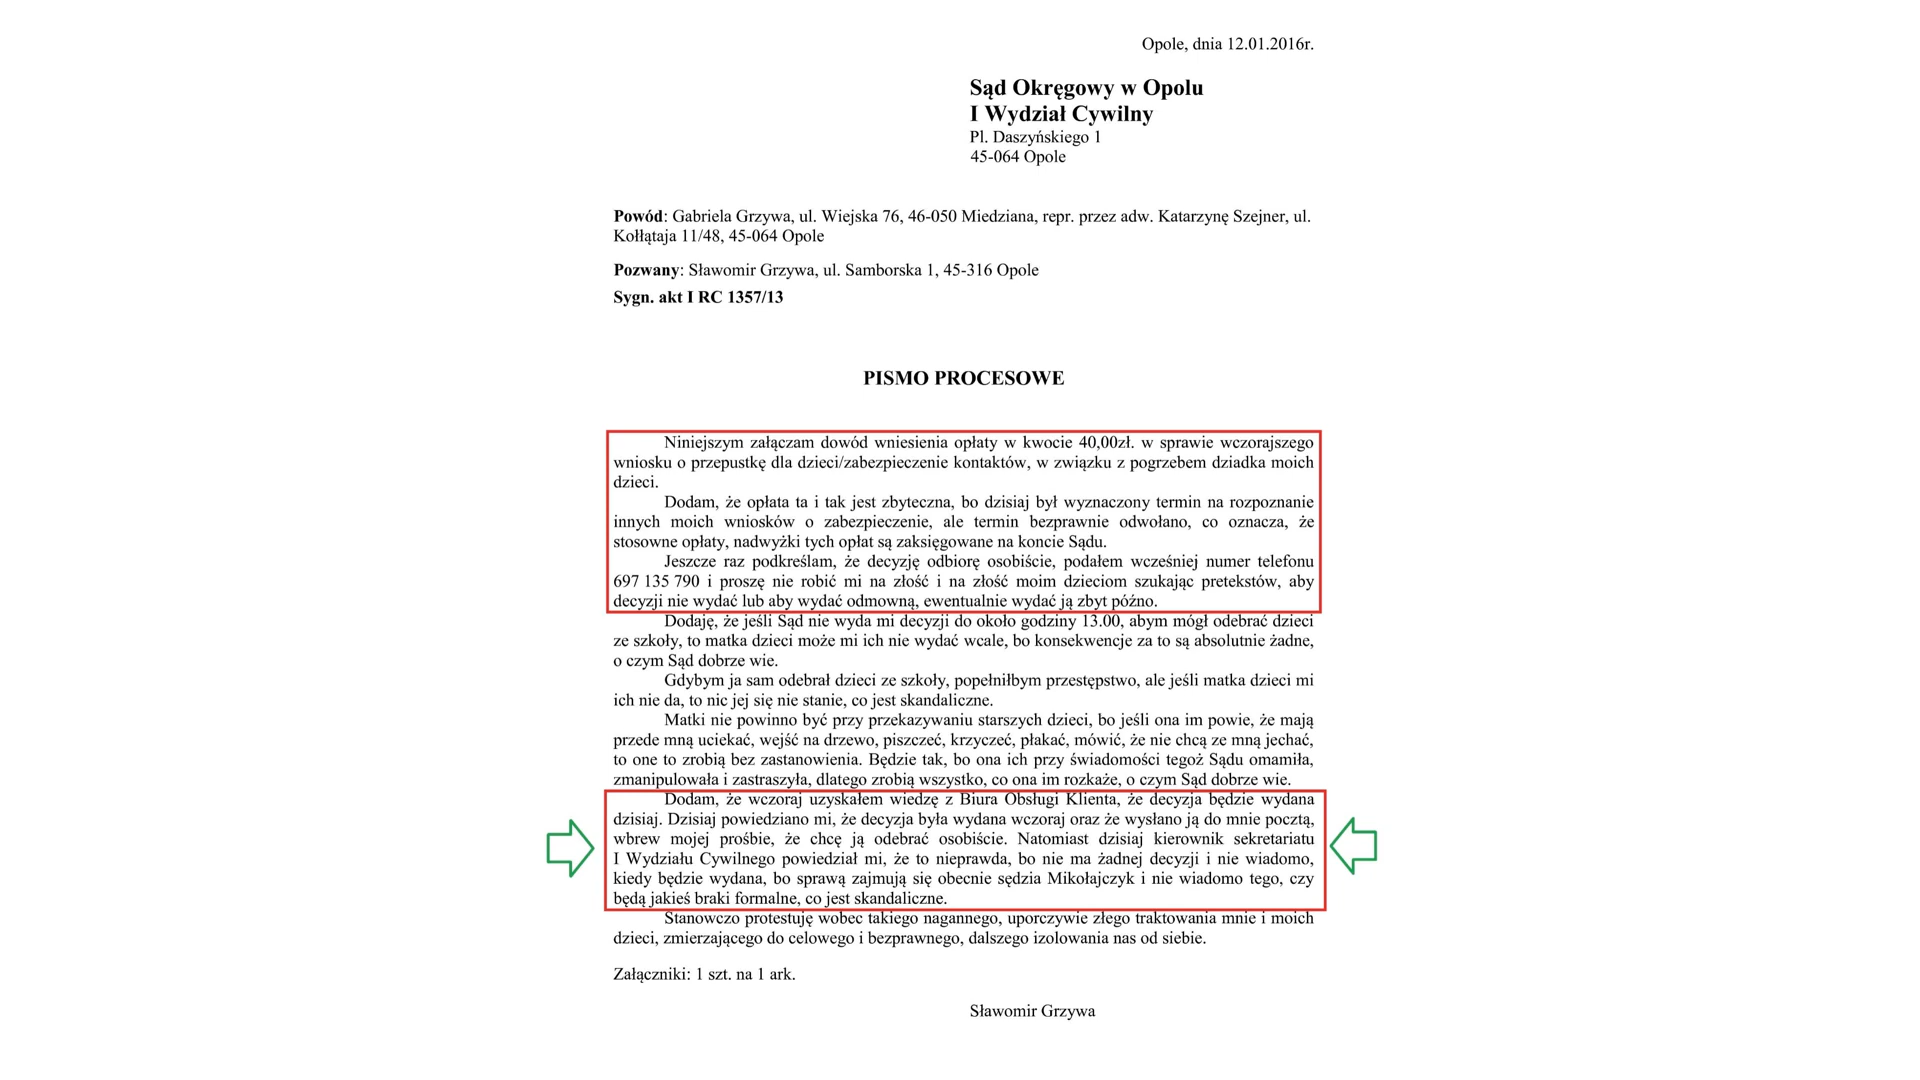 Opole, dnia 12.01.2016r.
Sąd Okręgowy w Opolu
I Wydział Cywilny
Pl. Daszyńskiego 1
45-064 Opole
Powód: Gabriela Grzywa, ul. Wiejska 76, 46-050 Miedziana, repr. przez adw. Katarzynę Szejner, ul.
Kołłątaja 11/48, 45-064 Opole
Pozwany: Sławomir Grzywa, ul. Samborska 1, 45-316 Opole
Sygn. akt I RC 1357/13
PISMO PROCESOWE
Niniejszym załączam dowód wniesienia opłaty w kwocie 40,00zł. w sprawie wczorajszego
wniosku o przepustkę dla dzieci/zabezpieczenie kontaktów, w związku z pogrzebem dziadka moich
dzieci.
Dodam, że opłata ta i tak jest zbyteczna, bo dzisiaj był wyznaczony termin na rozpoznanie
innych moich wniosków o zabezpieczenie, ale termin bezprawnie odwołano, co oznacza, że
stosowne opłaty, nadwyżki tych opłat są zaksięgowane na koncie Sądu.
Jeszcze raz podkreślam, że decyzję odbiorę osobiście, podałem wcześniej numer telefonu
697 135 790 i proszę nie robić mi na złość i na złość moim dzieciom szukając pretekstów, aby
decyzji nie wydać lub aby wydać odmowną, ewentualnie wydać ją zbyt późno.
Dodaję, że jeśli Sąd nie wyda mi decyzji do około godziny 13.00, abym mógł odebrać dzieci
ze szkoły, to matka dzieci może mi ich nie wydać wcale, bo konsekwencje za to są absolutnie żadne,
o czym Sąd dobrze wie.
Gdybym ja sam odebrał dzieci ze szkoły, popełniłbym przestępstwo, ale jeśli matka dzieci mi
ich nie da, to nic jej się nie stanie, co jest skandaliczne.
Matki nie powinno być przy przekazywaniu starszych dzieci, bo jeśli ona im powie, że mają
przede mną uciekać, wejść na drzewo, piszczeć, krzyczeć, płakać, mówić, że nie chcą ze mną jechać,
to one to zrobią bez zastanowienia. Będzie tak, bo ona ich przy świadomości tegoż Sądu omamiła,
zmanipulowała i zastraszyła, dlatego zrobią wszystko, co ona im rozkaże, o czym Sąd dobrze wie.
Dodam, że wczoraj uzyskałem wiedzę z Biura Obsługi Klienta, że decyzja będzie wydana
dzisiaj. Dzisiaj powiedziano mi, że decyzja była wydana wczoraj oraz że wysłano ją do mnie pocztą,
wbrew mojej prośbie, że chcę ją odebrać osobiście. Natomiast dzisiaj kierownik sekretariatu
I Wydziału Cywilnego powiedział mi, że to nieprawda, bo nie ma żadnej decyzji i nie wiadomo,
kiedy będzie wydana, bo sprawą zajmują się obecnie sędzia Mikołajczyk i nie wiadomo tego, czy
będą jakieś braki formalne, co jest skandaliczne.
Stanowczo protestuję wobec takiego nagannego, uporczywie złego traktowania mnie i moich
dzieci, zmierzającego do celowego i bezprawnego, dalszego izolowania nas od siebie.
Załączniki: 1 szt. na 1 ark.
Sławomir Grzywa